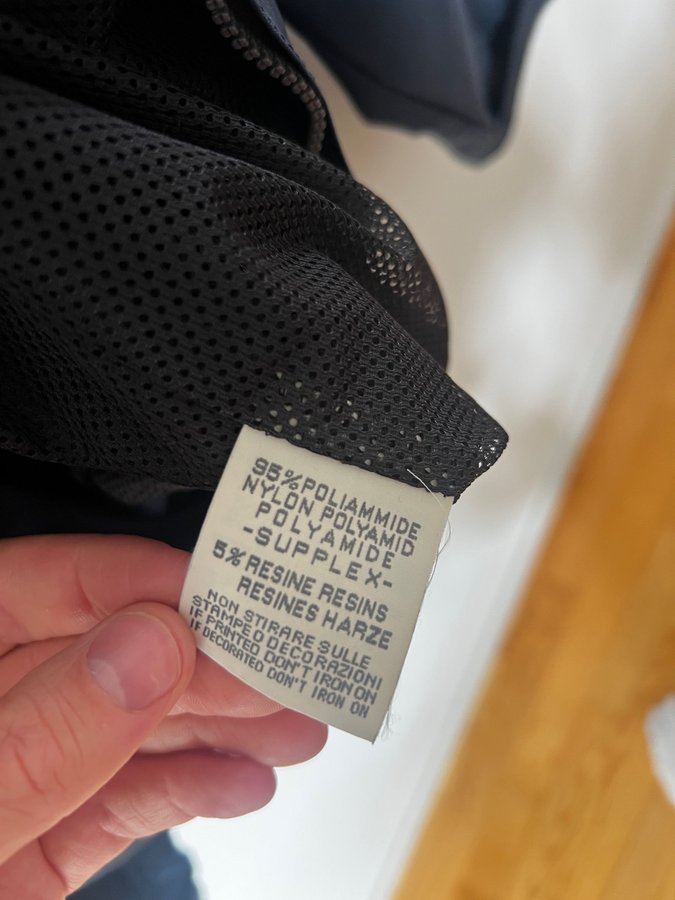 95% POLIAMMIDE
NYLON POLYAMID
POLYAMIDE
-SUPPLEX-
5% RESINE RESINS
RESINES HARZE
NON STIRARE SULLE
STAMPE O DECORAZIONI
IF PRINTED DON'T IRON ON
IF DECORATED DON'T IRON ON